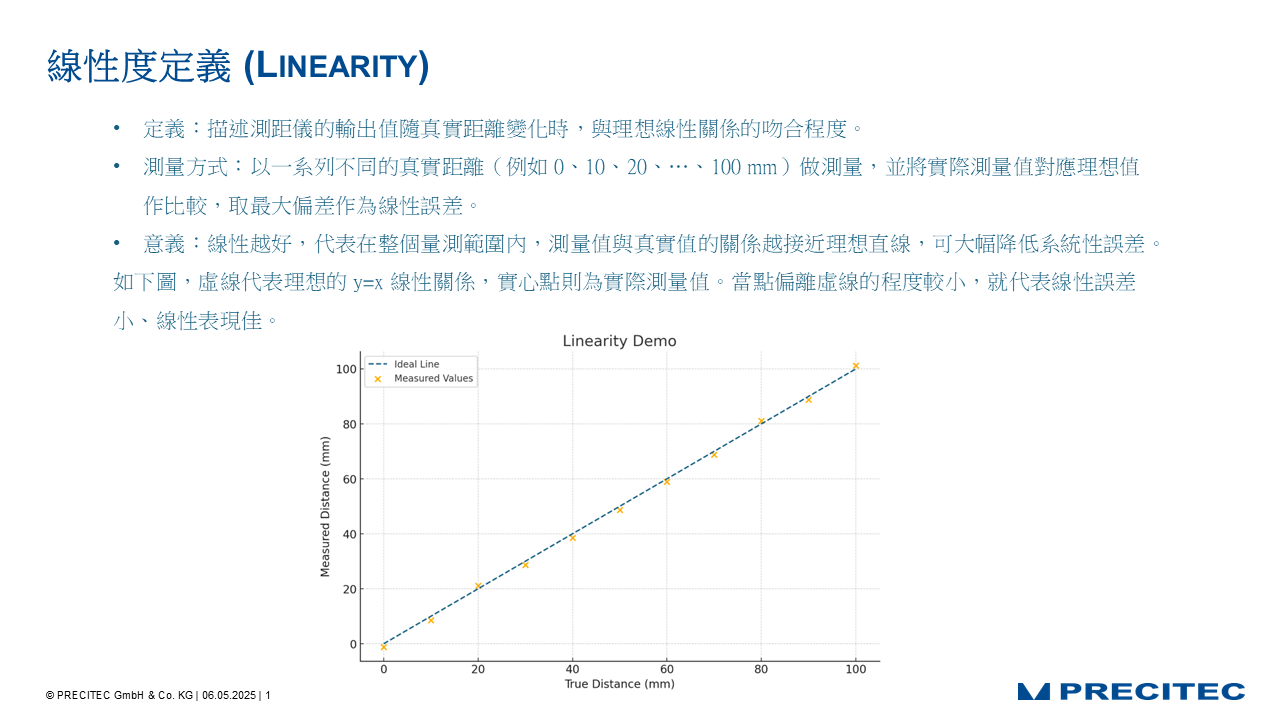 線性度定義 (LINEARITY)
• 定義：描述測距儀的輸出值隨真實距離變化時，與理想線性關係的吻合程度。
• 測量方式：以一系列不同的真實距離（例如 0、10、20、…、100 mm）做測量，並將實際測量值對應理想值
作比較，取最大偏差作為線性誤差。
• 意義：線性越好，代表在整個量測範圍內，測量值與真實值的關係越接近理想直線，可大幅降低系統性誤差。
如下圖，虛線代表理想的 y=x 線性關係，實心點則為實際測量值。當點偏離虛線的程度較小，就代表線性誤差
小、線性表現佳。
Linearity Demo
Ideal Line
Measured Values
Measured Distance (mm)
100
80
60
40
20
0
0 20 40 60 80 100
True Distance (mm)
© PRECITEC GmbH & Co. KG | 06.05.2025 | 1
PRECITEC